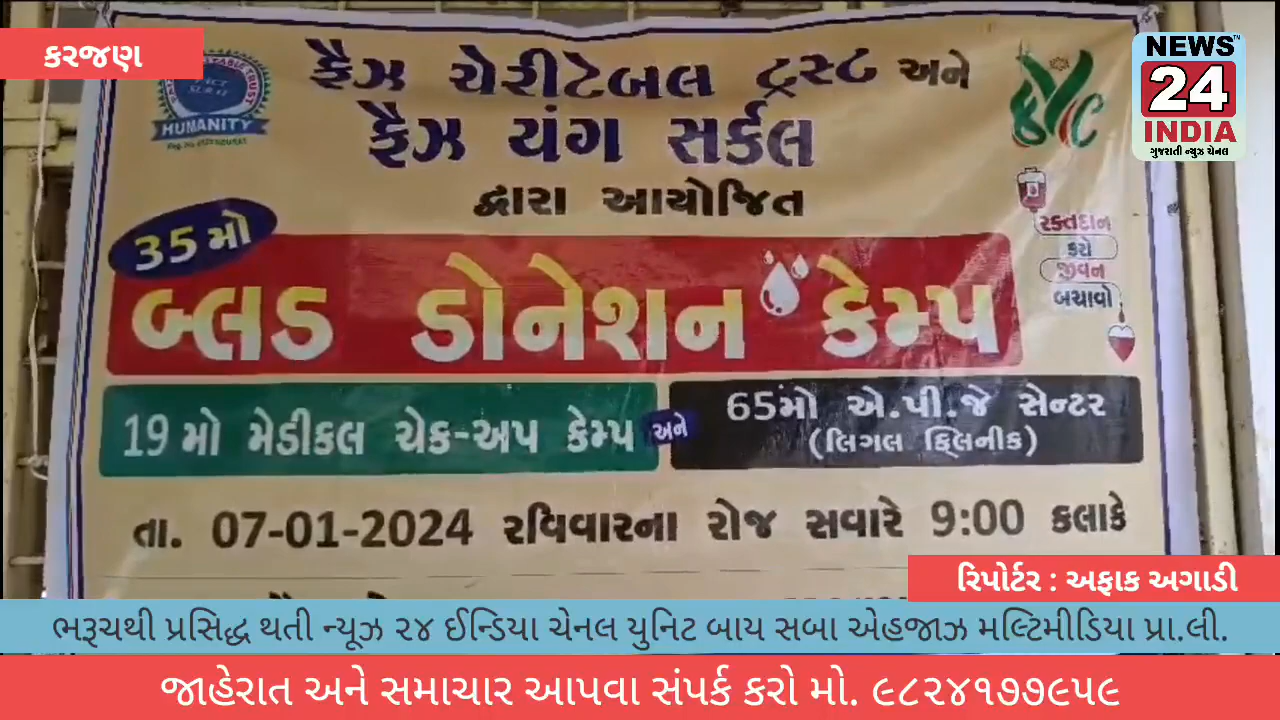 કરજણ
NEWS
24
INDIA
ગુજરાતી ન્યુઝ ચેનલ
HUMANITY
ફૈઝ ચેરીટેબલ ટ્રસ્ટ અને
ફૈઝ યંગ સર્કલ
દ્વારા આયોજિત
35 મો
બ્લડ ડોનેશન કેમ્પ
રક્તદાન
કરો
જીવન
બચાવો
19 મો મેડીકલ ચેક-અપ કેમ્પ
અને
65મો એ.પી.જે સેન્ટર
(લિગલ ક્લિનીક)
તા. 07-01-2024 રવિવારના રોજ સવારે 9:00 કલાકે
રિપોર્ટર : અફાક અગાડી
ભરૂચથી પ્રસિદ્ધ થતી ન્યૂઝ ૨૪ ઈન્ડિયા ચેનલ યુનિટ બાય સબા એહજાઝ મલ્ટિમીડિયા પ્રા.લી.
જાહેરાત અને સમાચાર આપવા સંપર્ક કરો મો. ૯૮૨૪૧૭૭૯૫૯